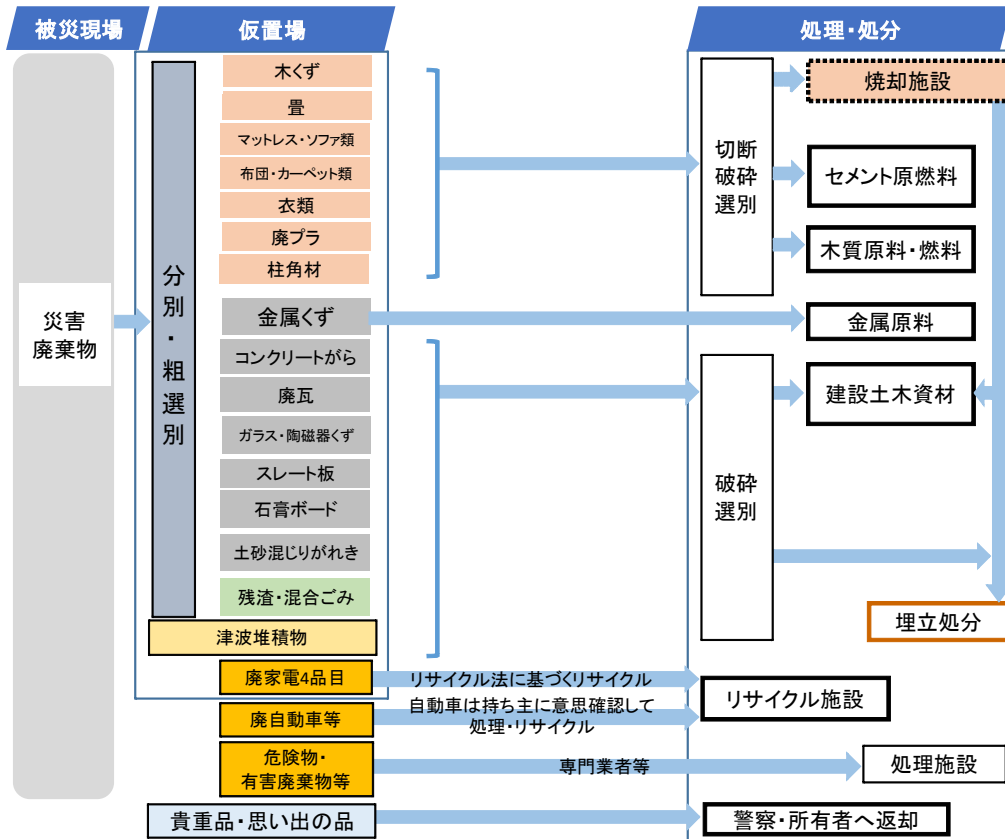 被災現場
仮置場
処理・処分
災害
廃棄物
分別・粗選別
木くず
畳
マットレス・ソファ類
布団・カーペット類
衣類
廃プラ
柱角材
金属くず
コンクリートがら
廃瓦
ガラス・陶磁器くず
スレート板
石膏ボード
土砂混じりがれき
残渣・混合ごみ
津波堆積物
廃家電4品目
廃自動車等
危険物・
有害廃棄物等
貴重品・思い出の品
リサイクル法に基づくリサイクル
自動車は持ち主に意思確認して
処理・リサイクル
専門業者等
切断
破砕
選別
破砕
選別
焼却施設
セメント原燃料
木質原料・燃料
金属原料
建設土木資材
埋立処分
リサイクル施設
処理施設
警察・所有者へ返却